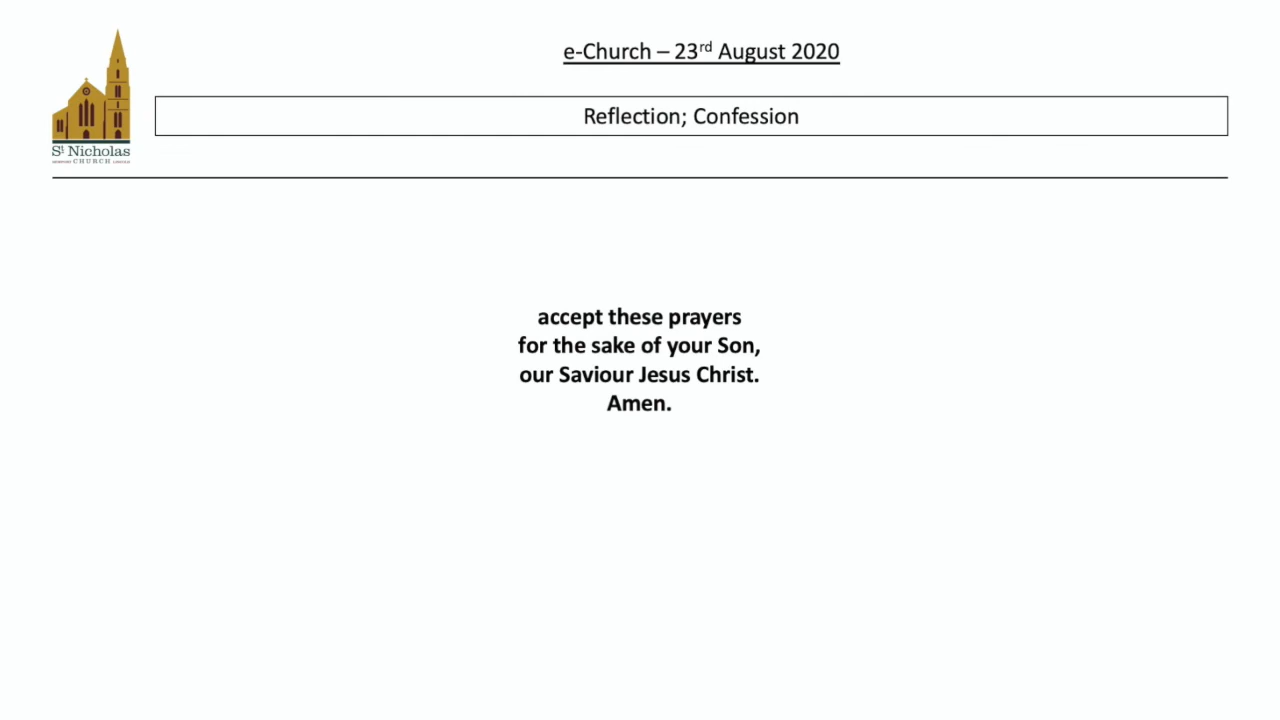 e-Church – 23rd August 2020
Reflection; Confession
St Nicholas
CHURCH
accept these prayers
for the sake of your Son,
our Saviour Jesus Christ.
Amen.